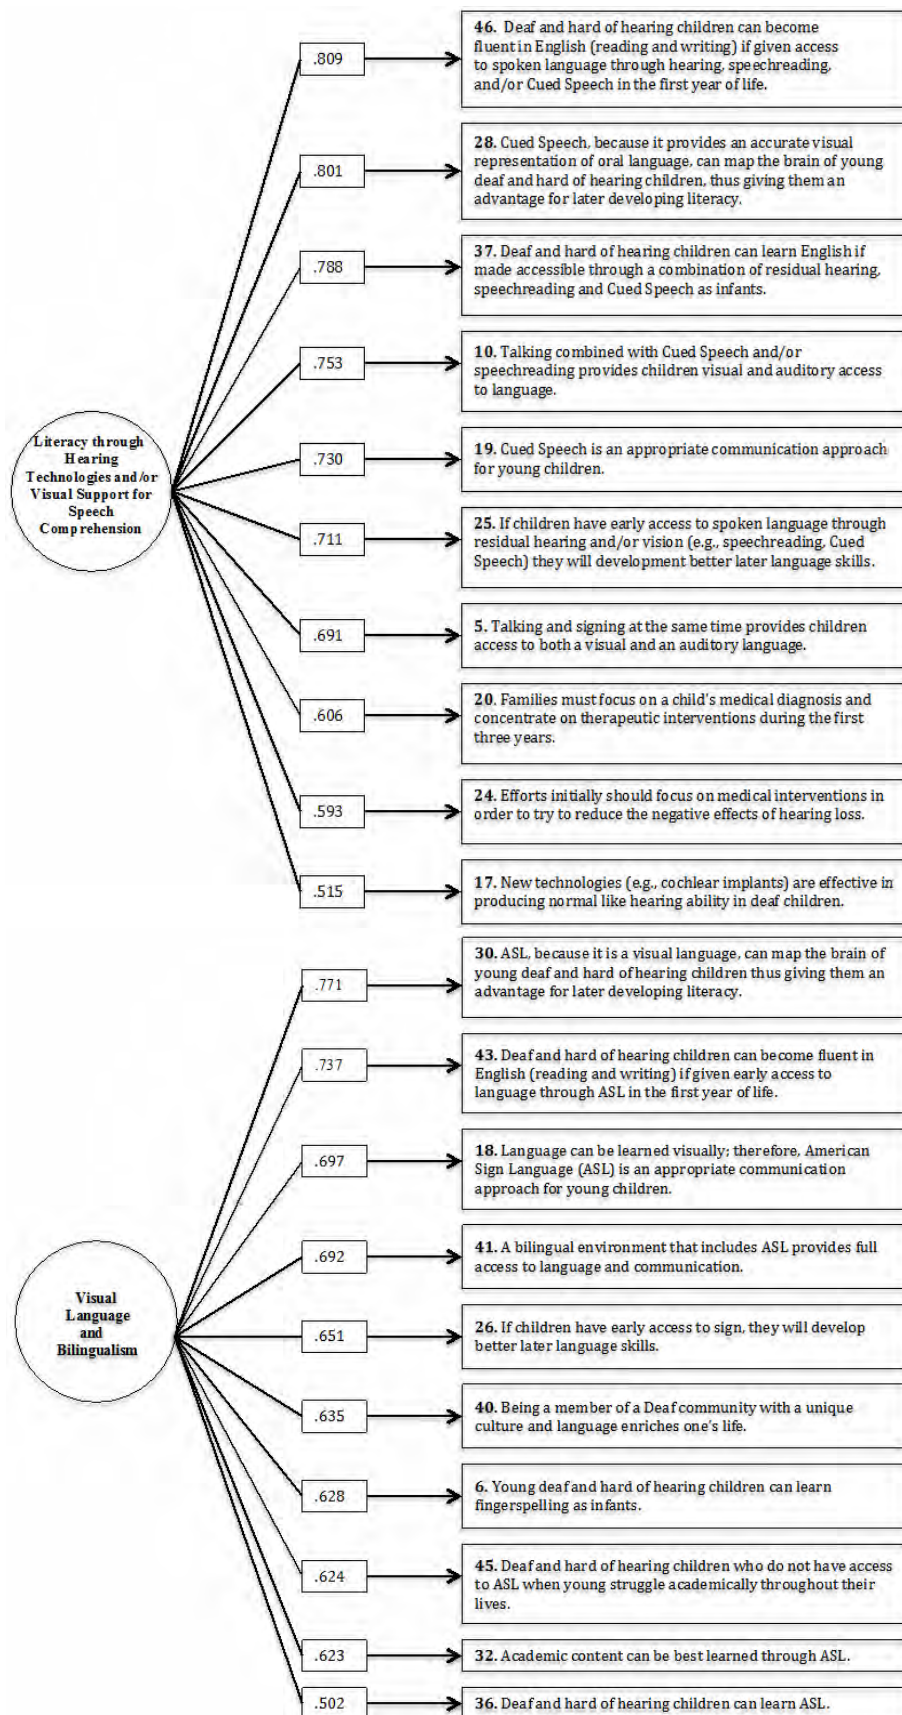 .809
46. Deaf and hard of hearing children can become
fluent in English (reading and writing) if given access
to spoken language through hearing, speechreading,
and/or Cued Speech in the first year of life.
.801
28. Cued Speech, because it provides an accurate visual
representation of oral language, can map the brain of young
deaf and hard of hearing children, thus giving them an
advantage for later developing literacy.
.788
37. Deaf and hard of hearing children can learn English if
made accessible through a combination of residual hearing,
speechreading and Cued Speech as infants.
.753
10. Talking combined with Cued Speech and/or
speechreading provides children visual and auditory access
to language.
Literacy through
Hearing
Technologies and/or
Visual Support for
Speech
Comprehension
.730
19. Cued Speech is an appropriate communication approach
for young children.
.711
25. If children have early access to spoken language through
residual hearing and/or vision (e.g., speechreading, Cued
Speech) they will development better later language skills.
.691
5. Talking and signing at the same time provides children
access to both a visual and an auditory language.
.606
20. Families must focus on a child's medical diagnosis and
concentrate on therapeutic interventions during the first
three years.
.593
24. Efforts initially should focus on medical interventions in
order to try to reduce the negative effects of hearing loss.
.515
17. New technologies (e.g., cochlear implants) are effective in
producing normal like hearing ability in deaf children.
.771
30. ASL, because it is a visual language, can map the brain of
young deaf and hard of hearing children thus giving them an
advantage for later developing literacy.
.737
43. Deaf and hard of hearing children can become fluent in
English (reading and writing) if given early access to
language through ASL in the first year of life.
.697
18. Language can be learned visually; therefore, American
Sign Language (ASL) is an appropriate communication
approach for young children.
.692
41. A bilingual environment that includes ASL provides full
access to language and communication.
Visual
Language
and
Bilingualism
.651
26. If children have early access to sign, they will develop
better later language skills.
.635
40. Being a member of a Deaf community with a unique
culture and language enriches one's life.
.628
6. Young deaf and hard of hearing children can learn
fingerspelling as infants.
.624
45. Deaf and hard of hearing children who do not have access
to ASL when young struggle academically throughout their
lives.
.623
32. Academic content can be best learned through ASL.
.502
36. Deaf and hard of hearing children can learn ASL.